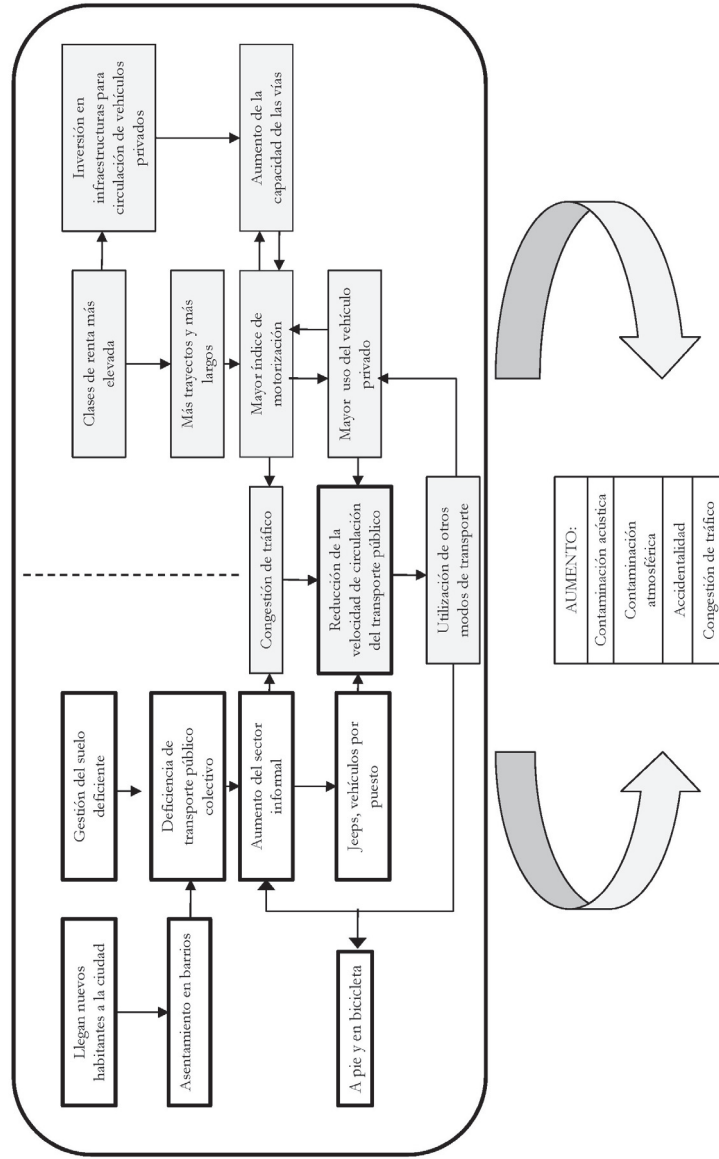 Llegan nuevos
habitantes a la ciudad
Gestión del suelo
deficiente
Clases de renta más
elevada
Inversión en
infraestructuras para
circulación de vehículos
privados
Asentamiento en barrios
Deficiencia de
transporte público
colectivo
Más trayectos y más
largos
Aumento del sector
informal
Congestión de tráfico
Mayor índice de
motorización
Aumento de la
capacidad de las vías
A pie y en bicicleta
Jeeps, vehículos por
puesto
Reducción de la
velocidad de circulación
del transporte público
Mayor uso del vehículo
privado
Utilización de otros
modos de transporte
AUMENTO:
Contaminación acústica
Contaminación
atmosférica
Accidentalidad
Congestión de tráfico